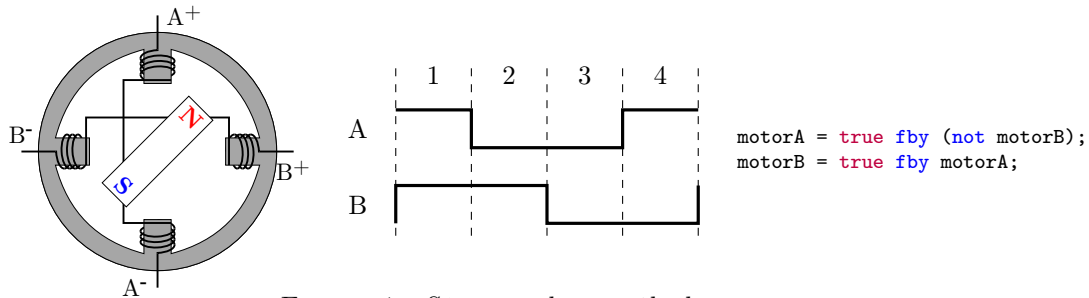 A+
B-
N
S
B+
A-
1 2 3 4
A
B
motorA = true fby (not motorB);
motorB = true fby motorA;